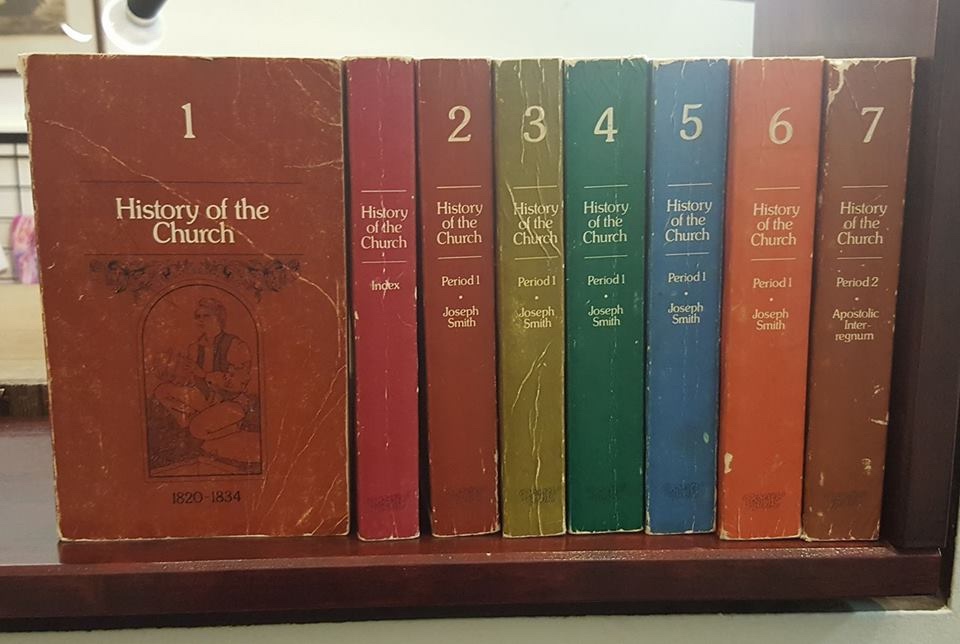 1
History of the
Church
1820-1834
History
of the
Church
Index
2
History
of the
Church
Period 1
•
Joseph
Smith
3
History
of the
Church
Period 1
•
Joseph
Smith
4
History
of the
Church
Period 1
•
Joseph
Smith
5
History
of the
Church
Period 1
•
Joseph
Smith
6
History
of the
Church
Period 1
•
Joseph
Smith
7
History
of the
Church
Period 2
•
Apostolic
Inter-
regnum